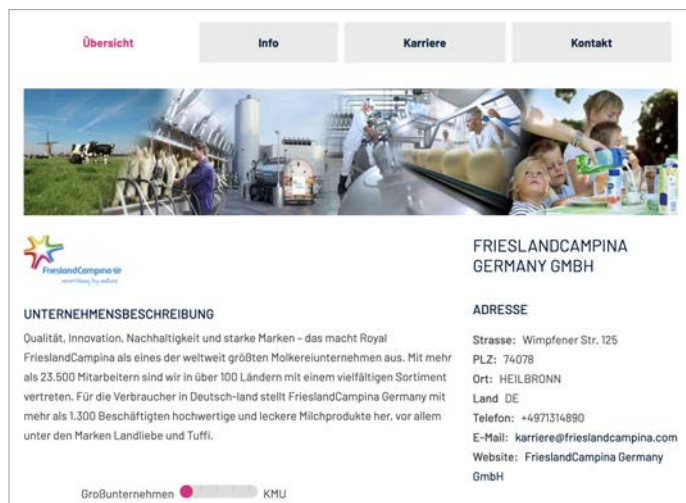 Übersicht
Info
Karriere
Kontakt
FrieslandCampina
nourishing by nature
UNTERNEHMENSBESCHREIBUNG
Qualität, Innovation, Nachhaltigkeit und starke Marken – das macht Royal
FrieslandCampina als eines der weltweit größten Molkereiunternehmen aus. Mit mehr
als 23.500 Mitarbeitern sind wir in über 100 Ländern mit einem vielfältigen Sortiment
vertreten. Für die Verbraucher in Deutsch-land stellt FrieslandCampina Germany mit
mehr als 1.300 Beschäftigten hochwertige und leckere Milchprodukte her, vor allem
unter den Marken Landliebe und Tuffi.
Großunternehmen
KMU
FRIESLANDCAMPINA
GERMANY GMBH
ADRESSE
Strasse: Wimpfener Str. 125
PLZ: 74078
Ort: HEILBRONN
Land DE
Telefon: +4971314890
E-Mail: karriere@frieslandcampina.com
Website: FrieslandCampina Germany
GmbH